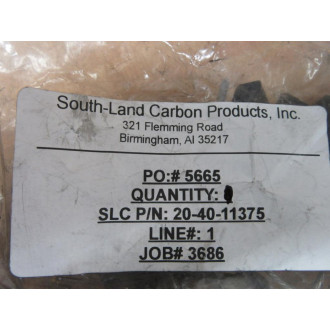 South-Land Carbon Products, Inc.
321 Flemming Road
Birmingham, Al 35217
PO:# 5665
QUANTITY:
SLC P/N: 20-40-11375
LINE#: 1
JOB# 3686